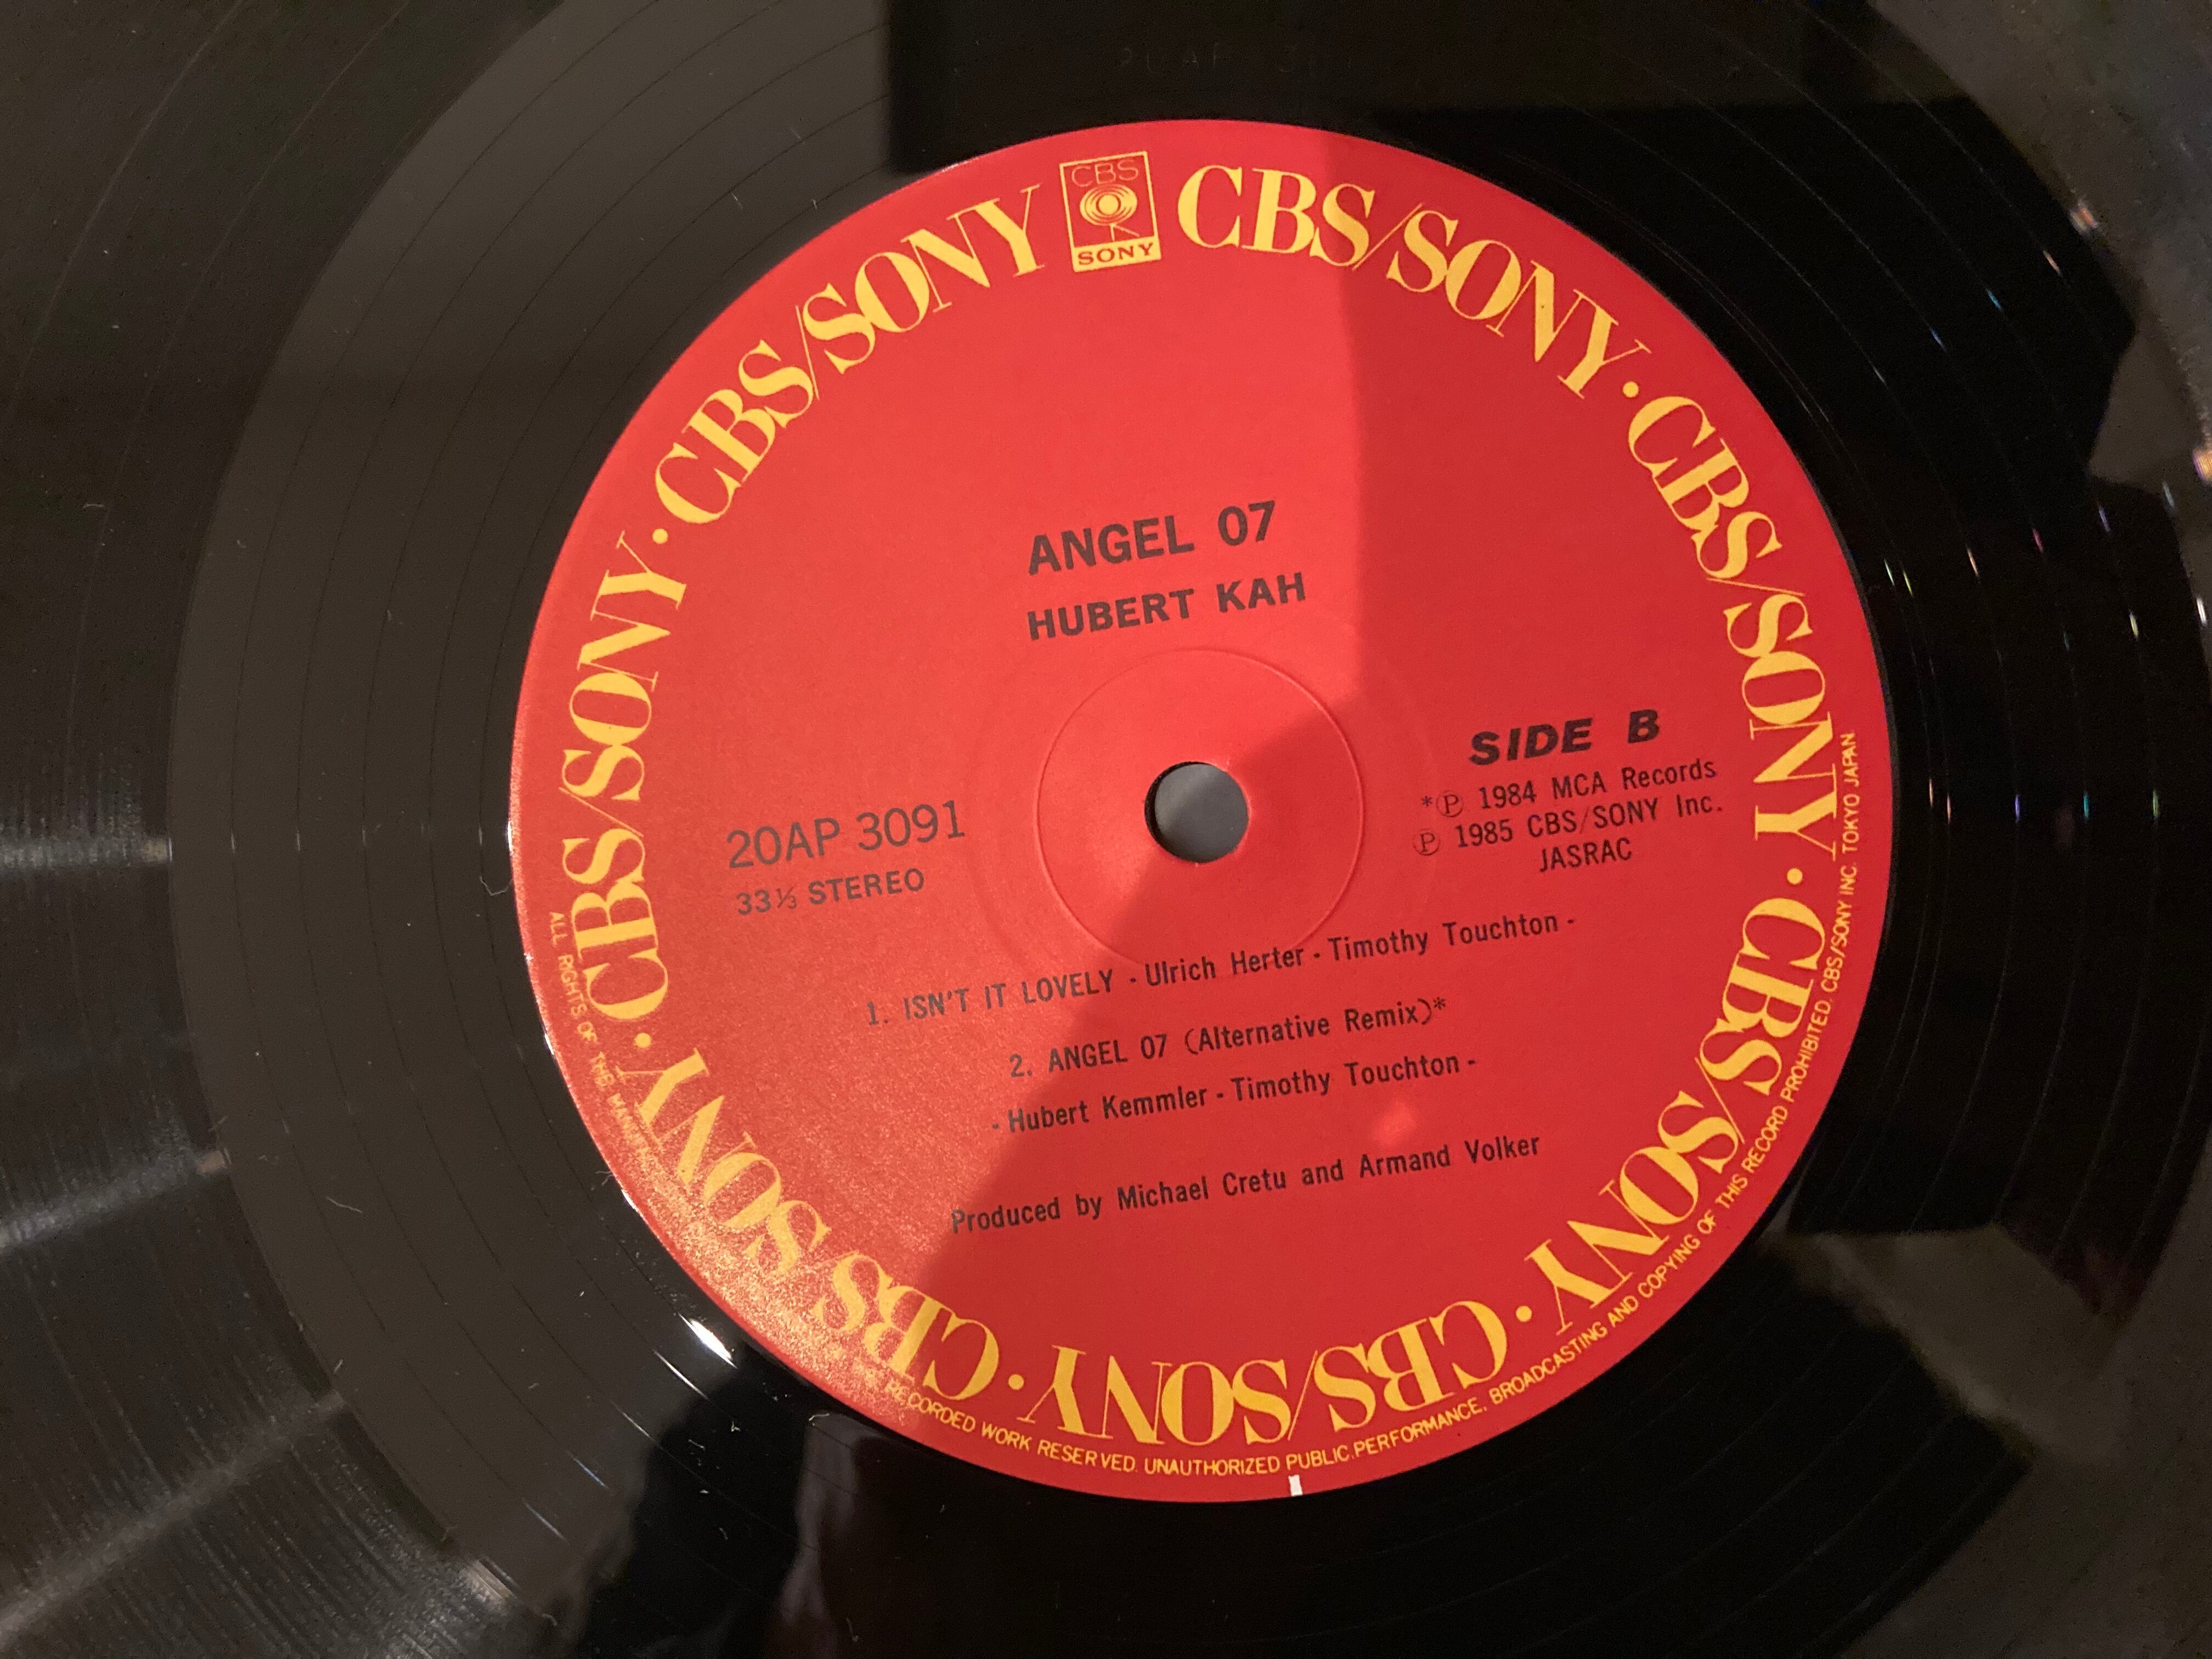 CBS
SONY
CBS/SONY · CBS/SONY · CBS/SONY · CBS/SONY · CBS/SONY · CBS/SONY · CBS/SONY · CBS/SONY
ANGEL 07
HUBERT KAH
SIDE B
*Ⓟ 1984 MCA Records
Ⓟ 1985 CBS/SONY Inc.
JASRAC
20AP 3091
33⅓ STEREO
1. ISN'T IT LOVELY - Ulrich Herter - Timothy Touchton -
2. ANGEL 07 (Alternative Remix)*
- Hubert Kemmler - Timothy Touchton -
Produced by Michael Cretu and Armand Volker
ALL RIGHTS OF THE RECORDED WORK RESERVED. UNAUTHORIZED PUBLIC PERFORMANCE, BROADCASTING AND COPYING OF THIS RECORD PROHIBITED. CBS/SONY INC. TOKYO JAPAN